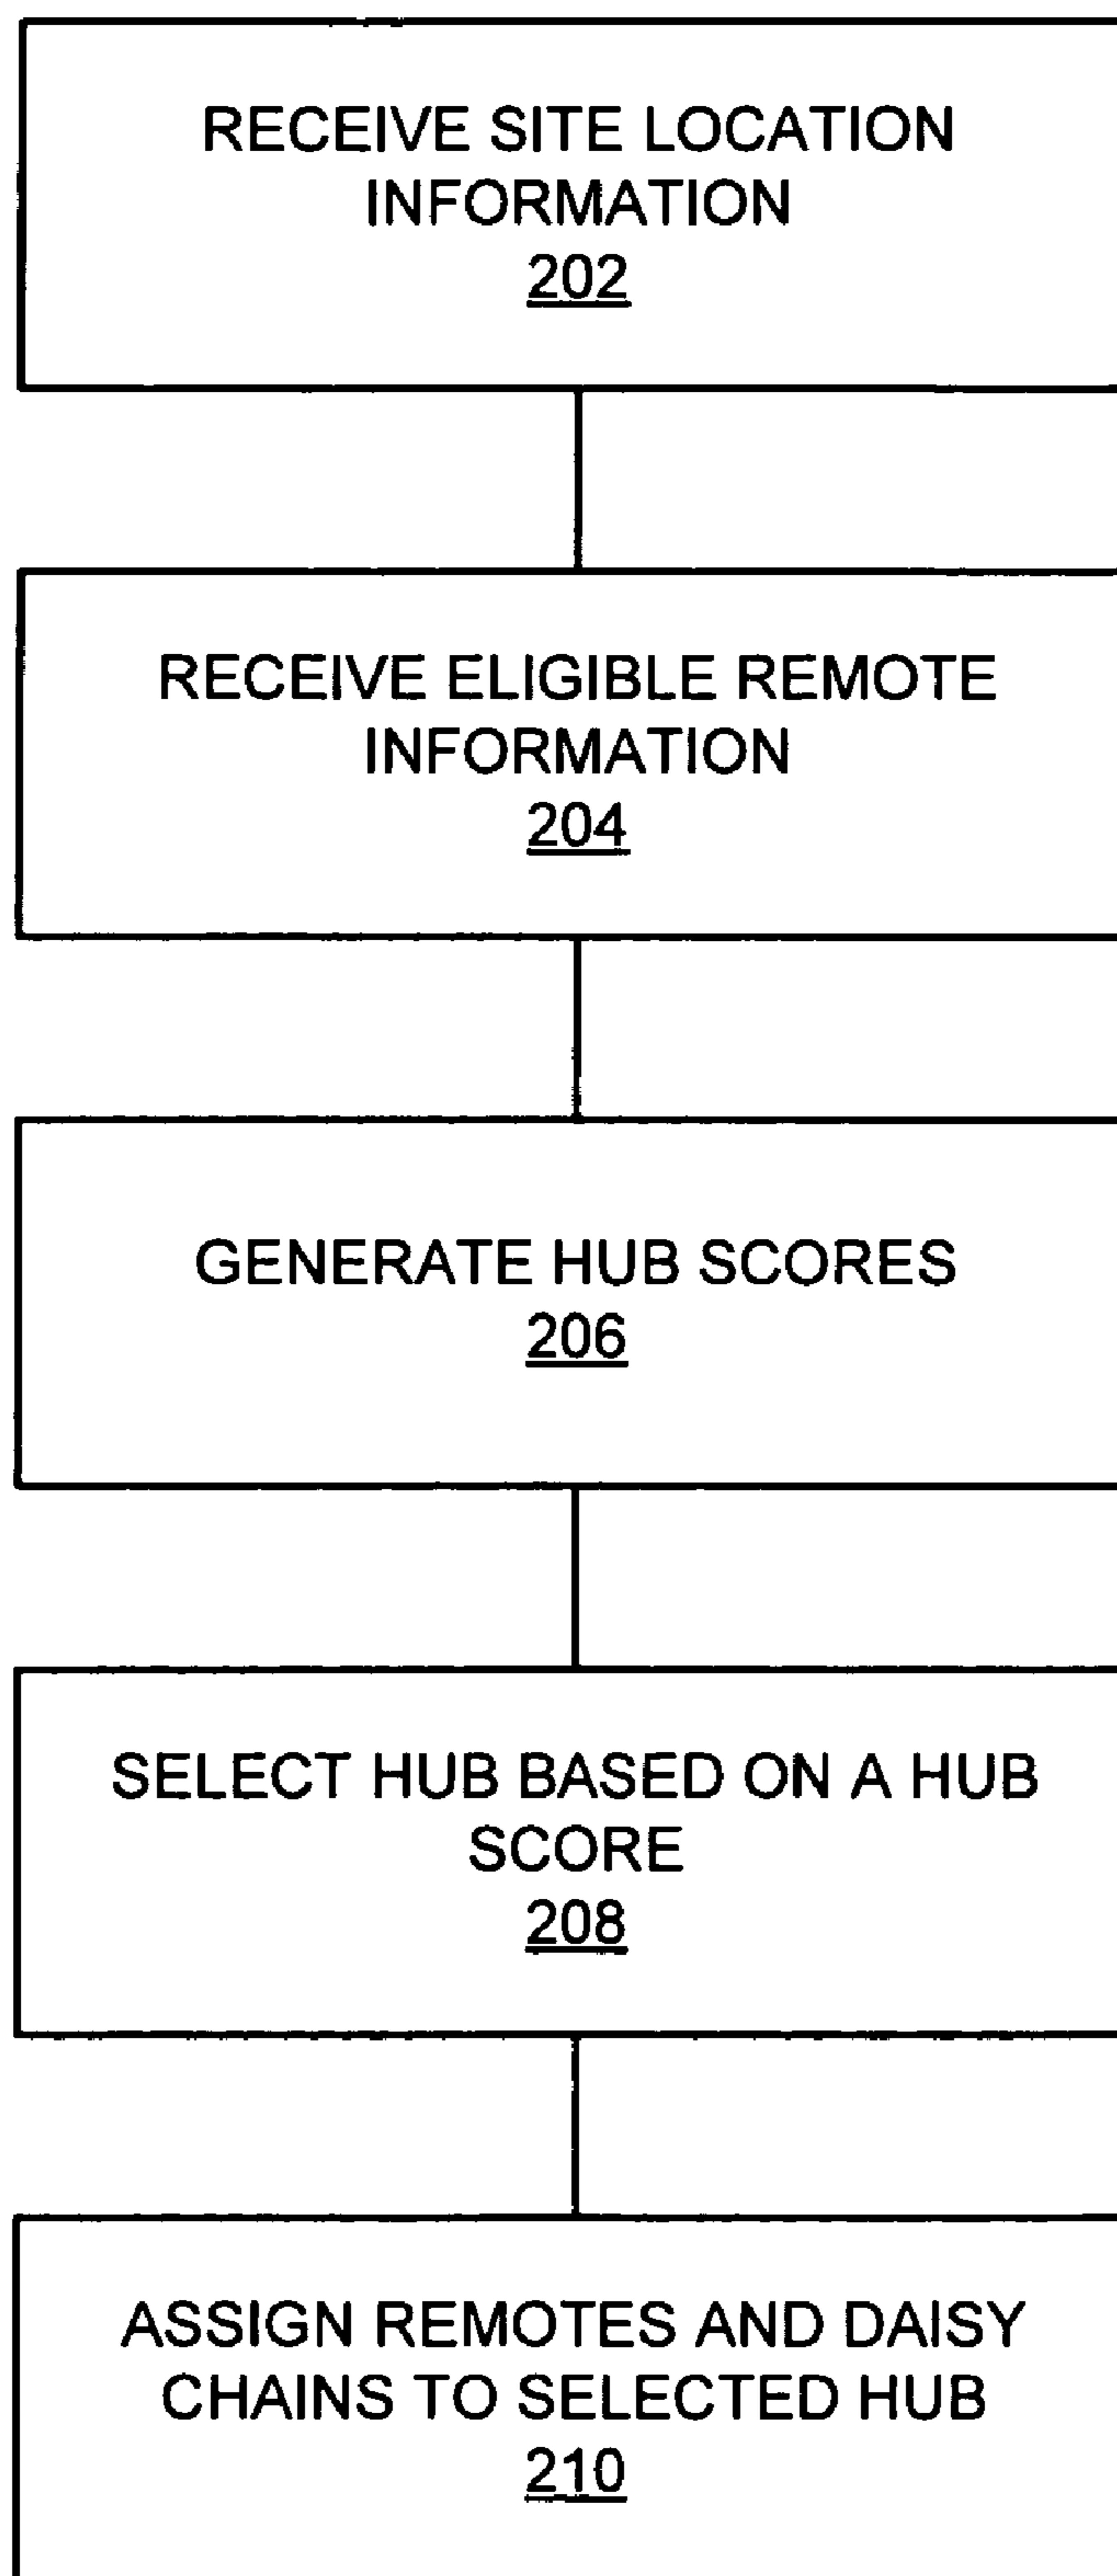 RECEIVE SITE LOCATION
INFORMATION
202
RECEIVE ELIGIBLE REMOTE
INFORMATION
204
GENERATE HUB SCORES
206
SELECT HUB BASED ON A HUB
SCORE
208
ASSIGN REMOTES AND DAISY
CHAINS TO SELECTED HUB
210